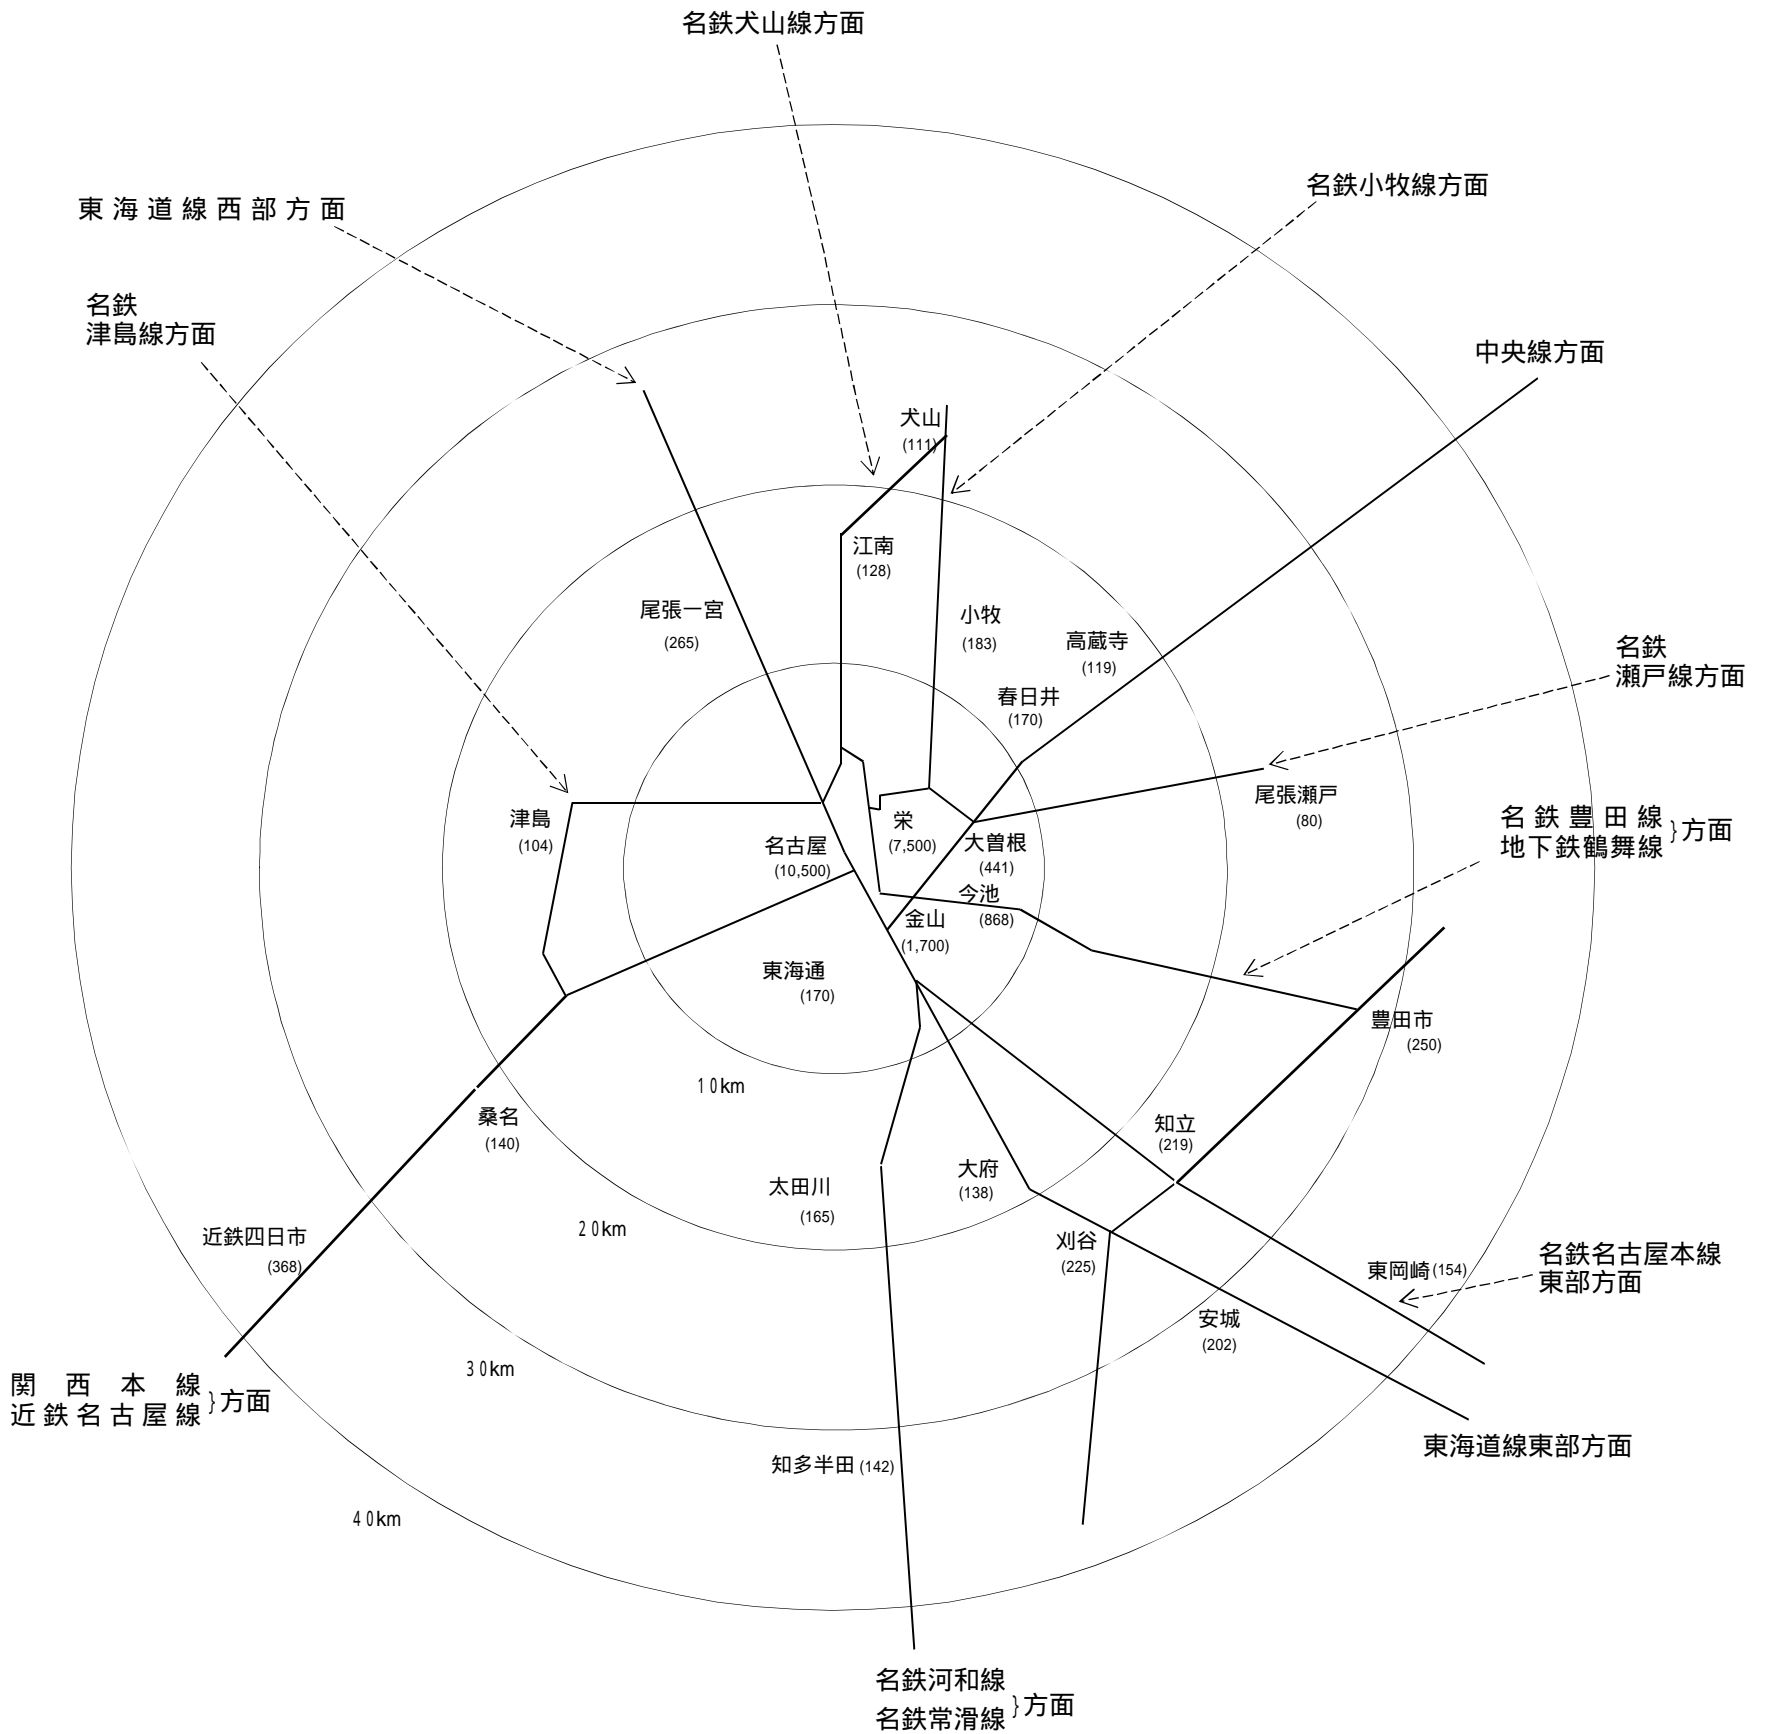 名鉄犬山線方面
名鉄小牧線方面
東海道線西部方面
名鉄
津島線方面
中央線方面
犬山
(111)
江南
(128)
尾張一宮
(265)
小牧
(183)
高蔵寺
(119)
名鉄
瀬戸線方面
春日井
(170)
尾張瀬戸
(80)
津島
(104)
栄
(7,500)
名鉄豊田線
地下鉄鶴舞線
}方面
名古屋
(10,500)
大曽根
(441)
今池
(868)
金山
(1,700)
東海通
(170)
豊田市
(250)
10km
桑名
(140)
知立
(219)
太田川
(165)
大府
(138)
20km
近鉄四日市
(368)
刈谷
(225)
東岡崎(154)
名鉄名古屋本線
東部方面
安城
(202)
30km
関西本線
近鉄名古屋線
}方面
東海道線東部方面
知多半田(142)
40km
名鉄河和線
名鉄常滑線
}方面